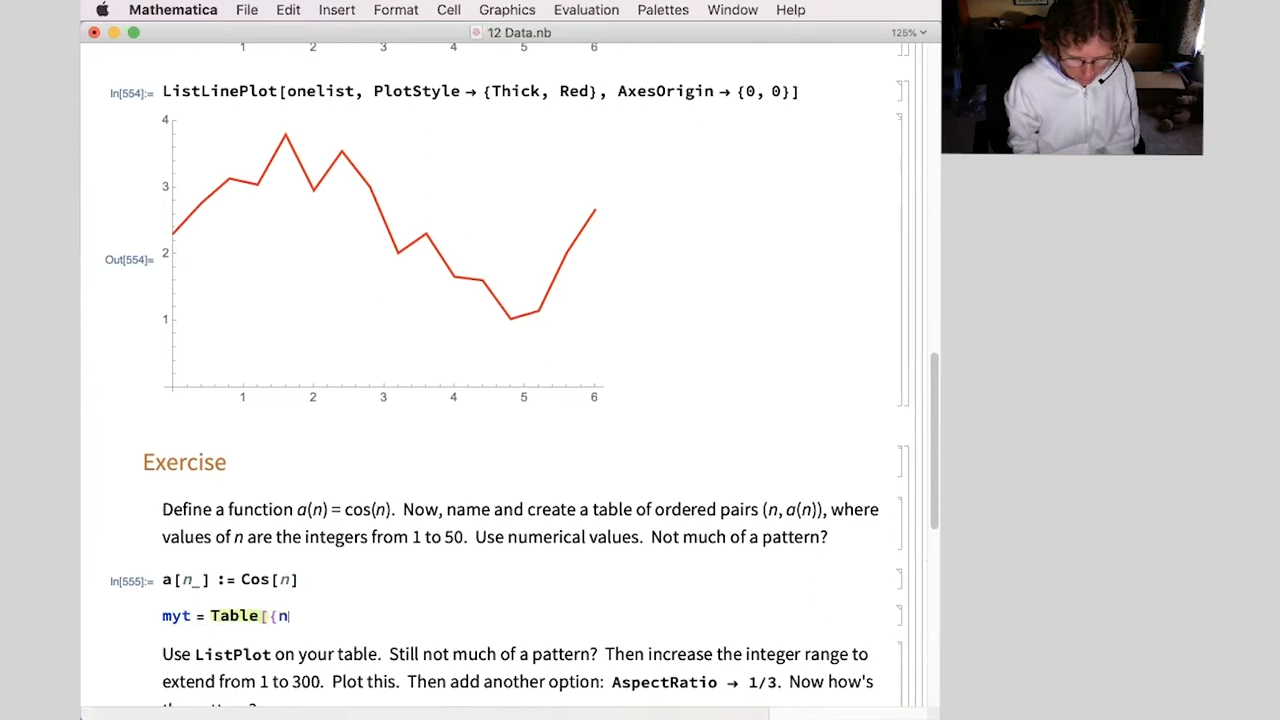 Mathematica File Edit Insert Format Cell Graphics Evaluation Palettes Window Help
12 Data.nb 125%
1 2 3 4 5 6
In[554]:= ListLinePlot[onelist, PlotStyle → {Thick, Red}, AxesOrigin → {0, 0}]
4
3
Out[554]= 2
1
1 2 3 4 5 6
Exercise
Define a function a(n) = cos(n). Now, name and create a table of ordered pairs (n, a(n)), where
values of n are the integers from 1 to 50. Use numerical values. Not much of a pattern?
In[555]:= a[n_] := Cos[n]
myt = Table[{n
Use ListPlot on your table. Still not much of a pattern? Then increase the integer range to
extend from 1 to 300. Plot this. Then add another option: AspectRatio → 1/3. Now how's